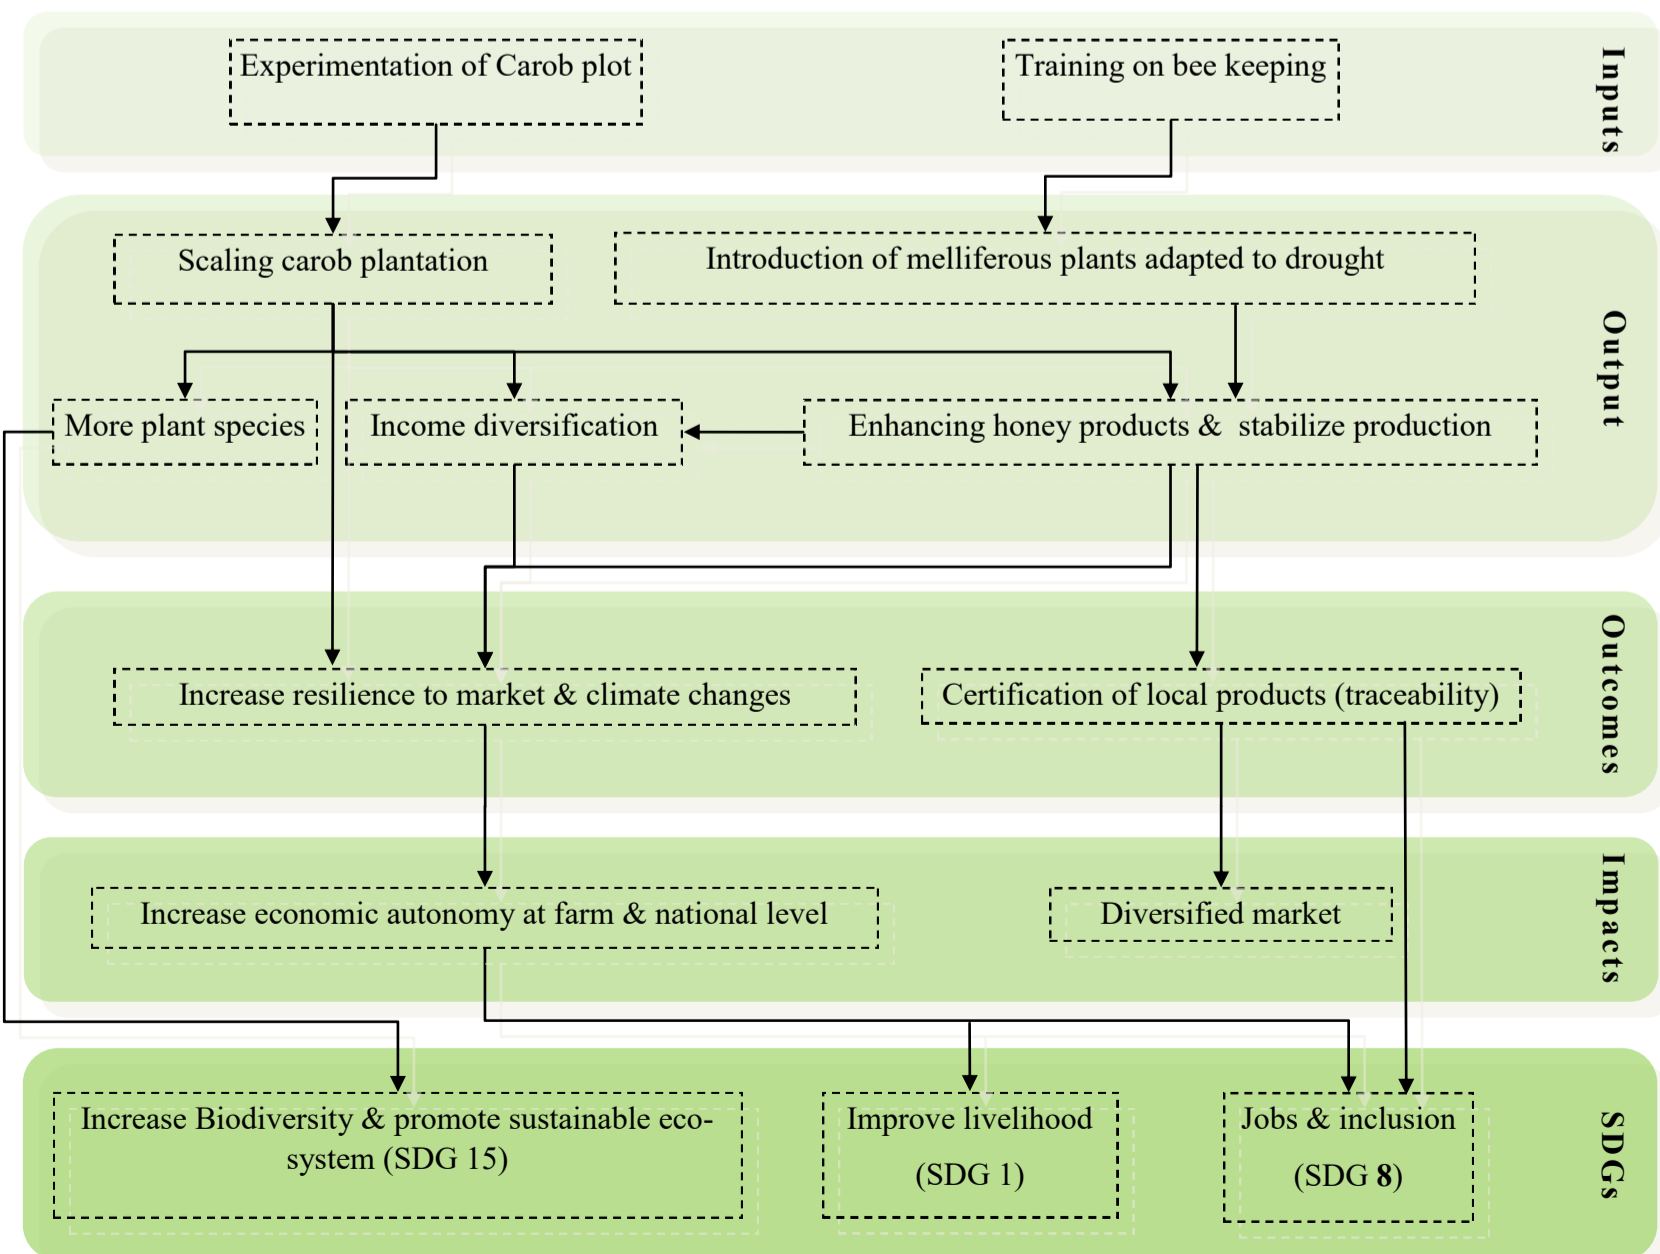 Experimentation of Carob plot
Training on bee keeping
Inputs
Scaling carob plantation
Introduction of melliferous plants adapted to drought
Output
More plant species
Income diversification
Enhancing honey products & stabilize production
Increase resilience to market & climate changes
Certification of local products (traceability)
Outcomes
Increase economic autonomy at farm & national level
Diversified market
Impacts
Increase Biodiversity & promote sustainable eco-
system (SDG 15)
Improve livelihood
(SDG 1)
Jobs & inclusion
(SDG 8)
SDGs